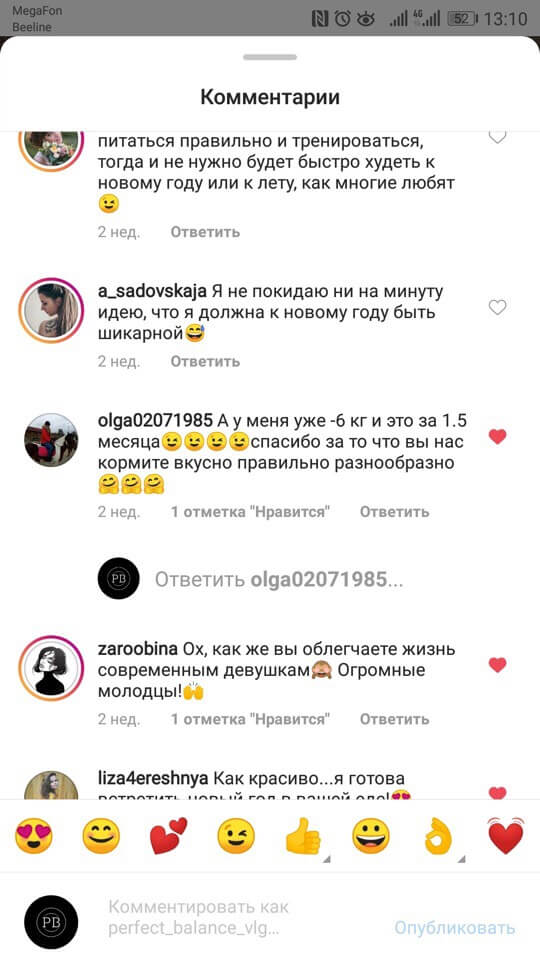 MegaFon
Beeline
4G
52
13:10
Комментарии
питаться правильно и тренироваться,
тогда и не нужно будет быстро худеть к
новому году или к лету, как многие любят
😉
2 нед. Ответить
a_sadovskaja Я не покидаю ни на минуту
идею, что я должна к новому году быть
шикарной😅
2 нед. Ответить
olga02071985 А у меня уже -6 кг и это за 1.5
месяца😉😉😉😉спасибо за то что вы нас
кормите вкусно правильно разнообразно
🤗🤗🤗
2 нед. 1 отметка "Нравится" Ответить
PB
Ответить olga02071985...
zaroobina Ох, как же вы облегчаете жизнь
современным девушкам🙈 Огромные
молодцы!🙌
2 нед. 1 отметка "Нравится" Ответить
liza4ereshnya Как красиво...я готова
встретить новый год в вашей еде!😍
😍 😊 💕 😉 👍 😀 👌 💓
PB
Комментировать как
perfect_balance_vlg...
Опубликовать